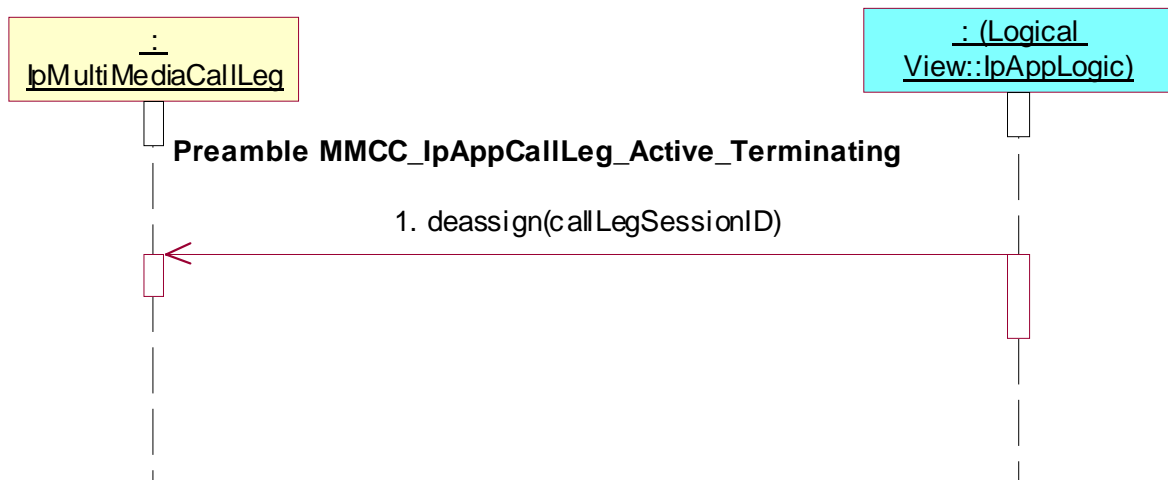 :
IpMultiMediaCallLeg
: (Logical
View::IpAppLogic)
Preamble MMCC_IpAppCallLeg_Active_Terminating
1. deassign(callLegSessionID)